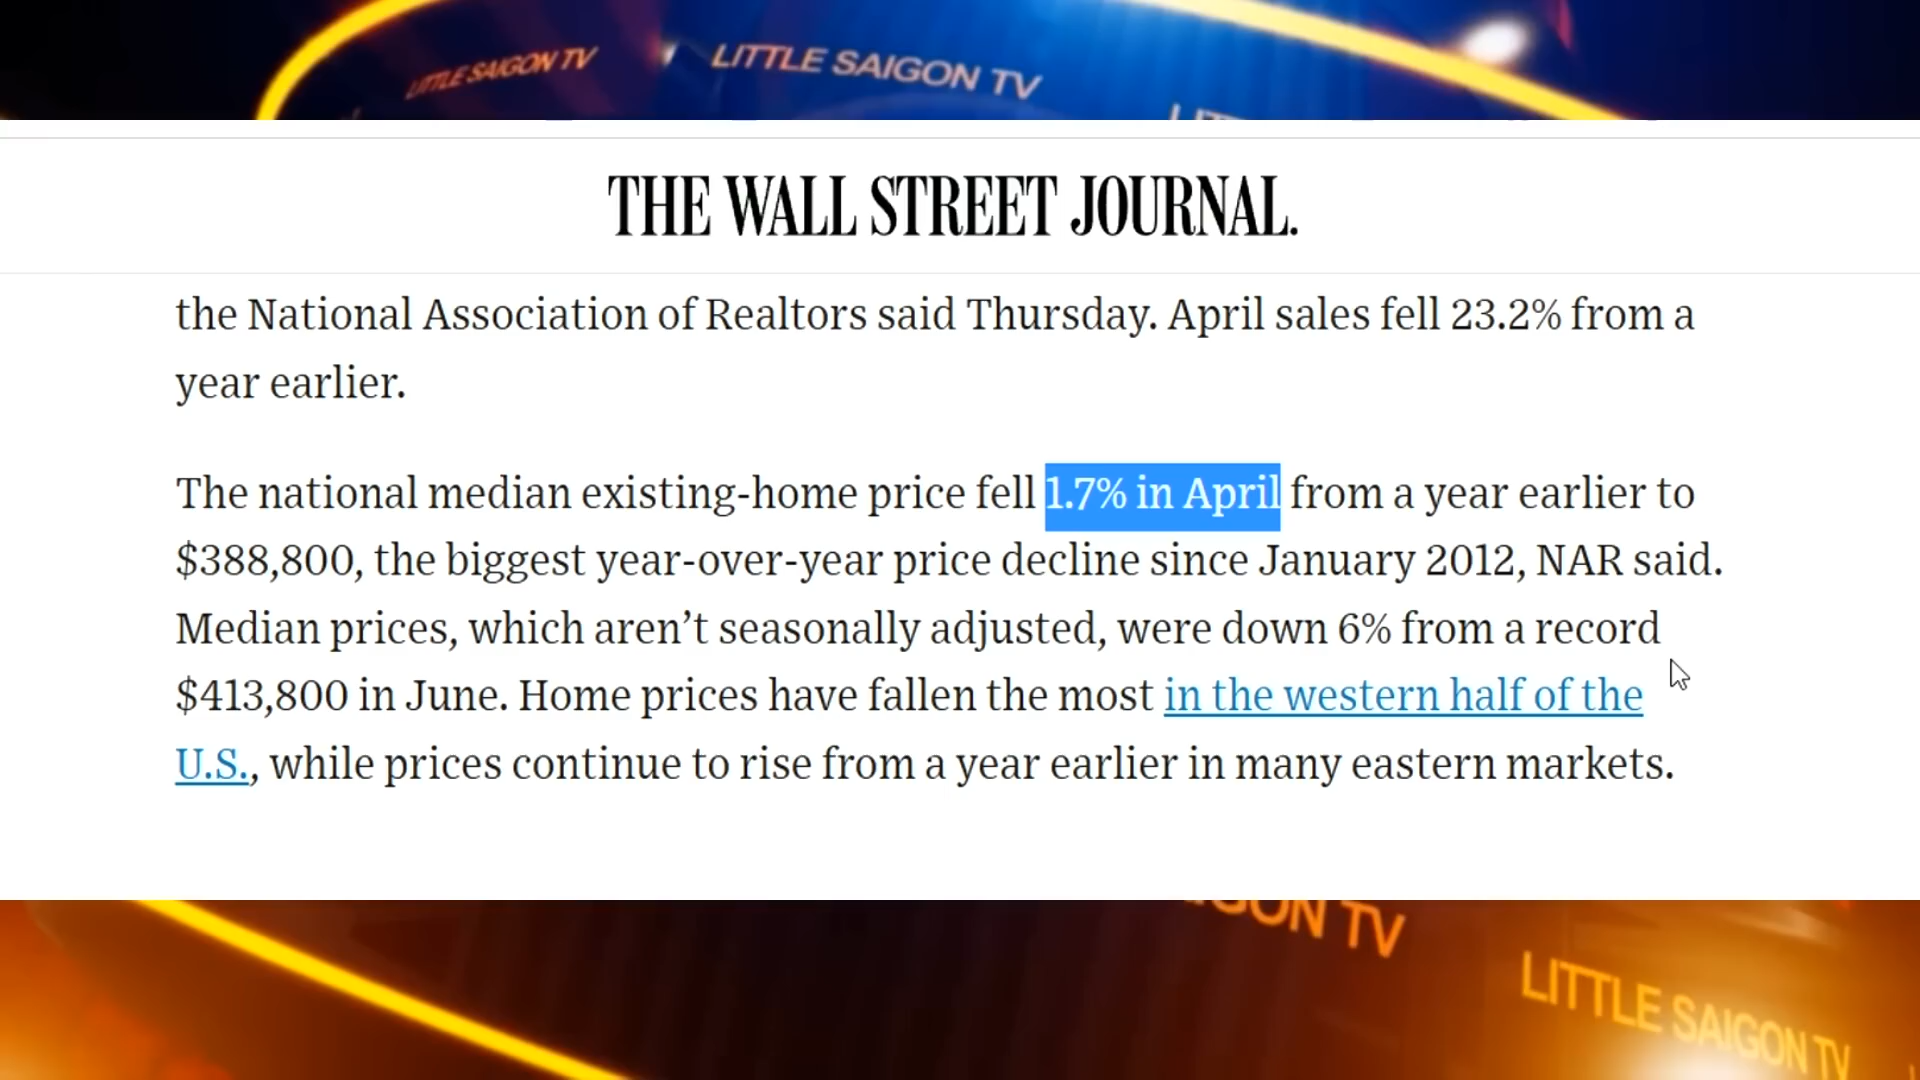 LITTLE SAIGON TV
LITTLE SAIGON TV
THE WALL STREET JOURNAL.
the National Association of Realtors said Thursday. April sales fell 23.2% from a
year earlier.
The national median existing-home price fell 1.7% in April from a year earlier to
$388,800, the biggest year-over-year price decline since January 2012, NAR said.
Median prices, which aren’t seasonally adjusted, were down 6% from a record
$413,800 in June. Home prices have fallen the most in the western half of the
U.S., while prices continue to rise from a year earlier in many eastern markets.
TV
LITTLE SAIGON TV